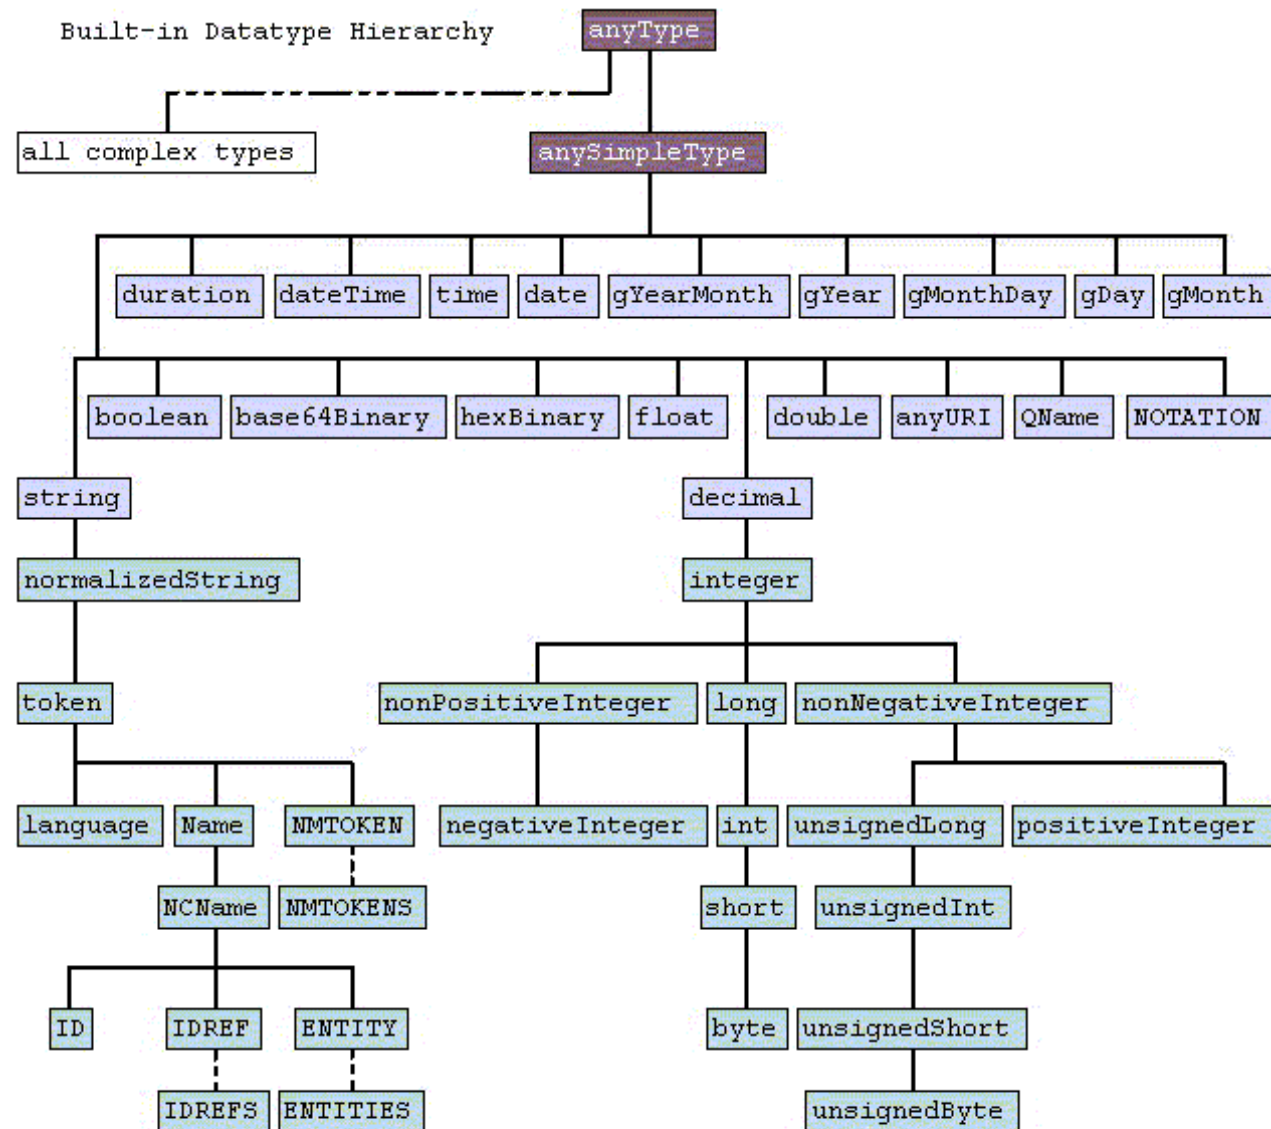 Built-in Datatype Hierarchy
anyType
all complex types
anySimpleType
duration dateTime time date gYearMonth gYear gMonthDay gDay gMonth
boolean base64Binary hexBinary float double anyURI QName NOTATION
string decimal
normalizedString integer
token nonPositiveInteger long nonNegativeInteger
language Name NMTOKEN negativeInteger int unsignedLong positiveInteger
NCName NMTOKENS short unsignedInt
ID IDREF ENTITY byte unsignedShort
IDREFS ENTITIES unsignedByte